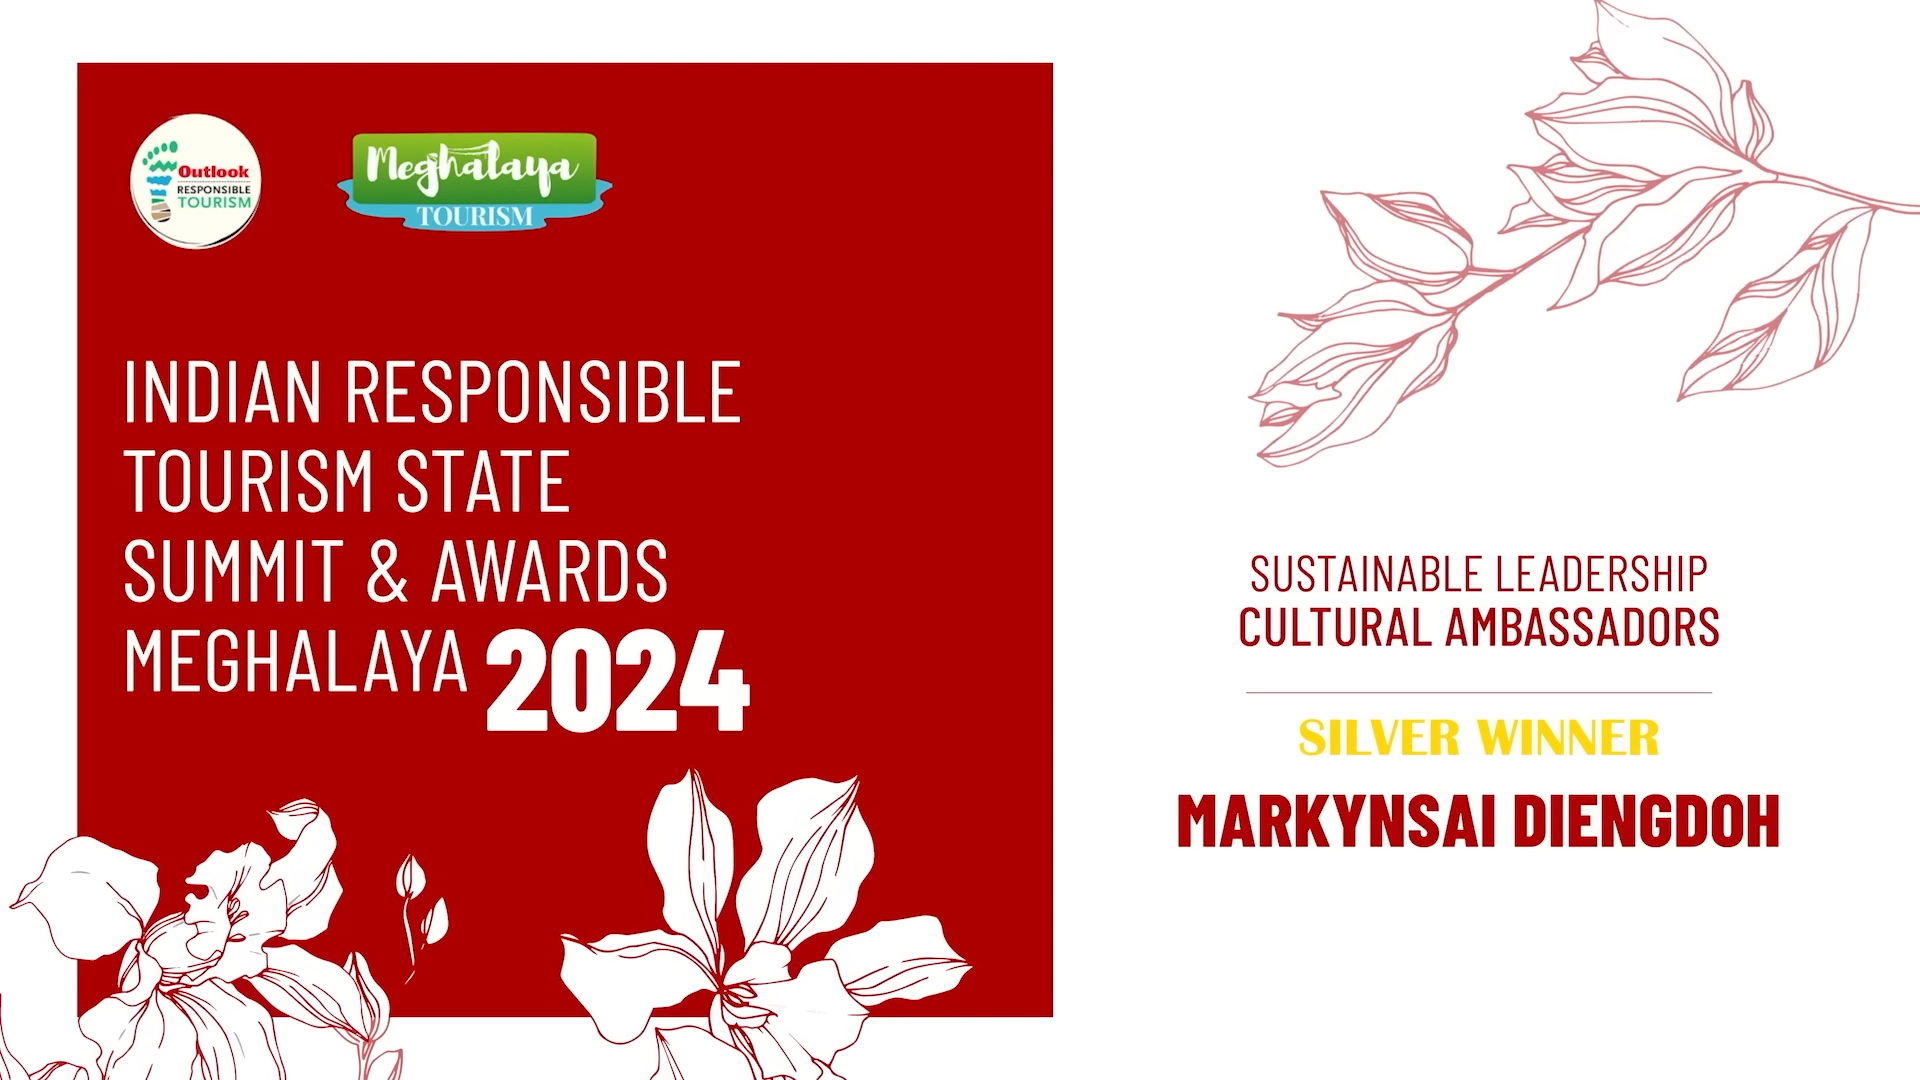 Outlook
RESPONSIBLE
TOURISM
Meghalaya
TOURISM
INDIAN RESPONSIBLE
TOURISM STATE
SUMMIT & AWARDS
MEGHALAYA 2024
SUSTAINABLE LEADERSHIP
CULTURAL AMBASSADORS
SILVER WINNER
MARKYNSAI DIENGDOH